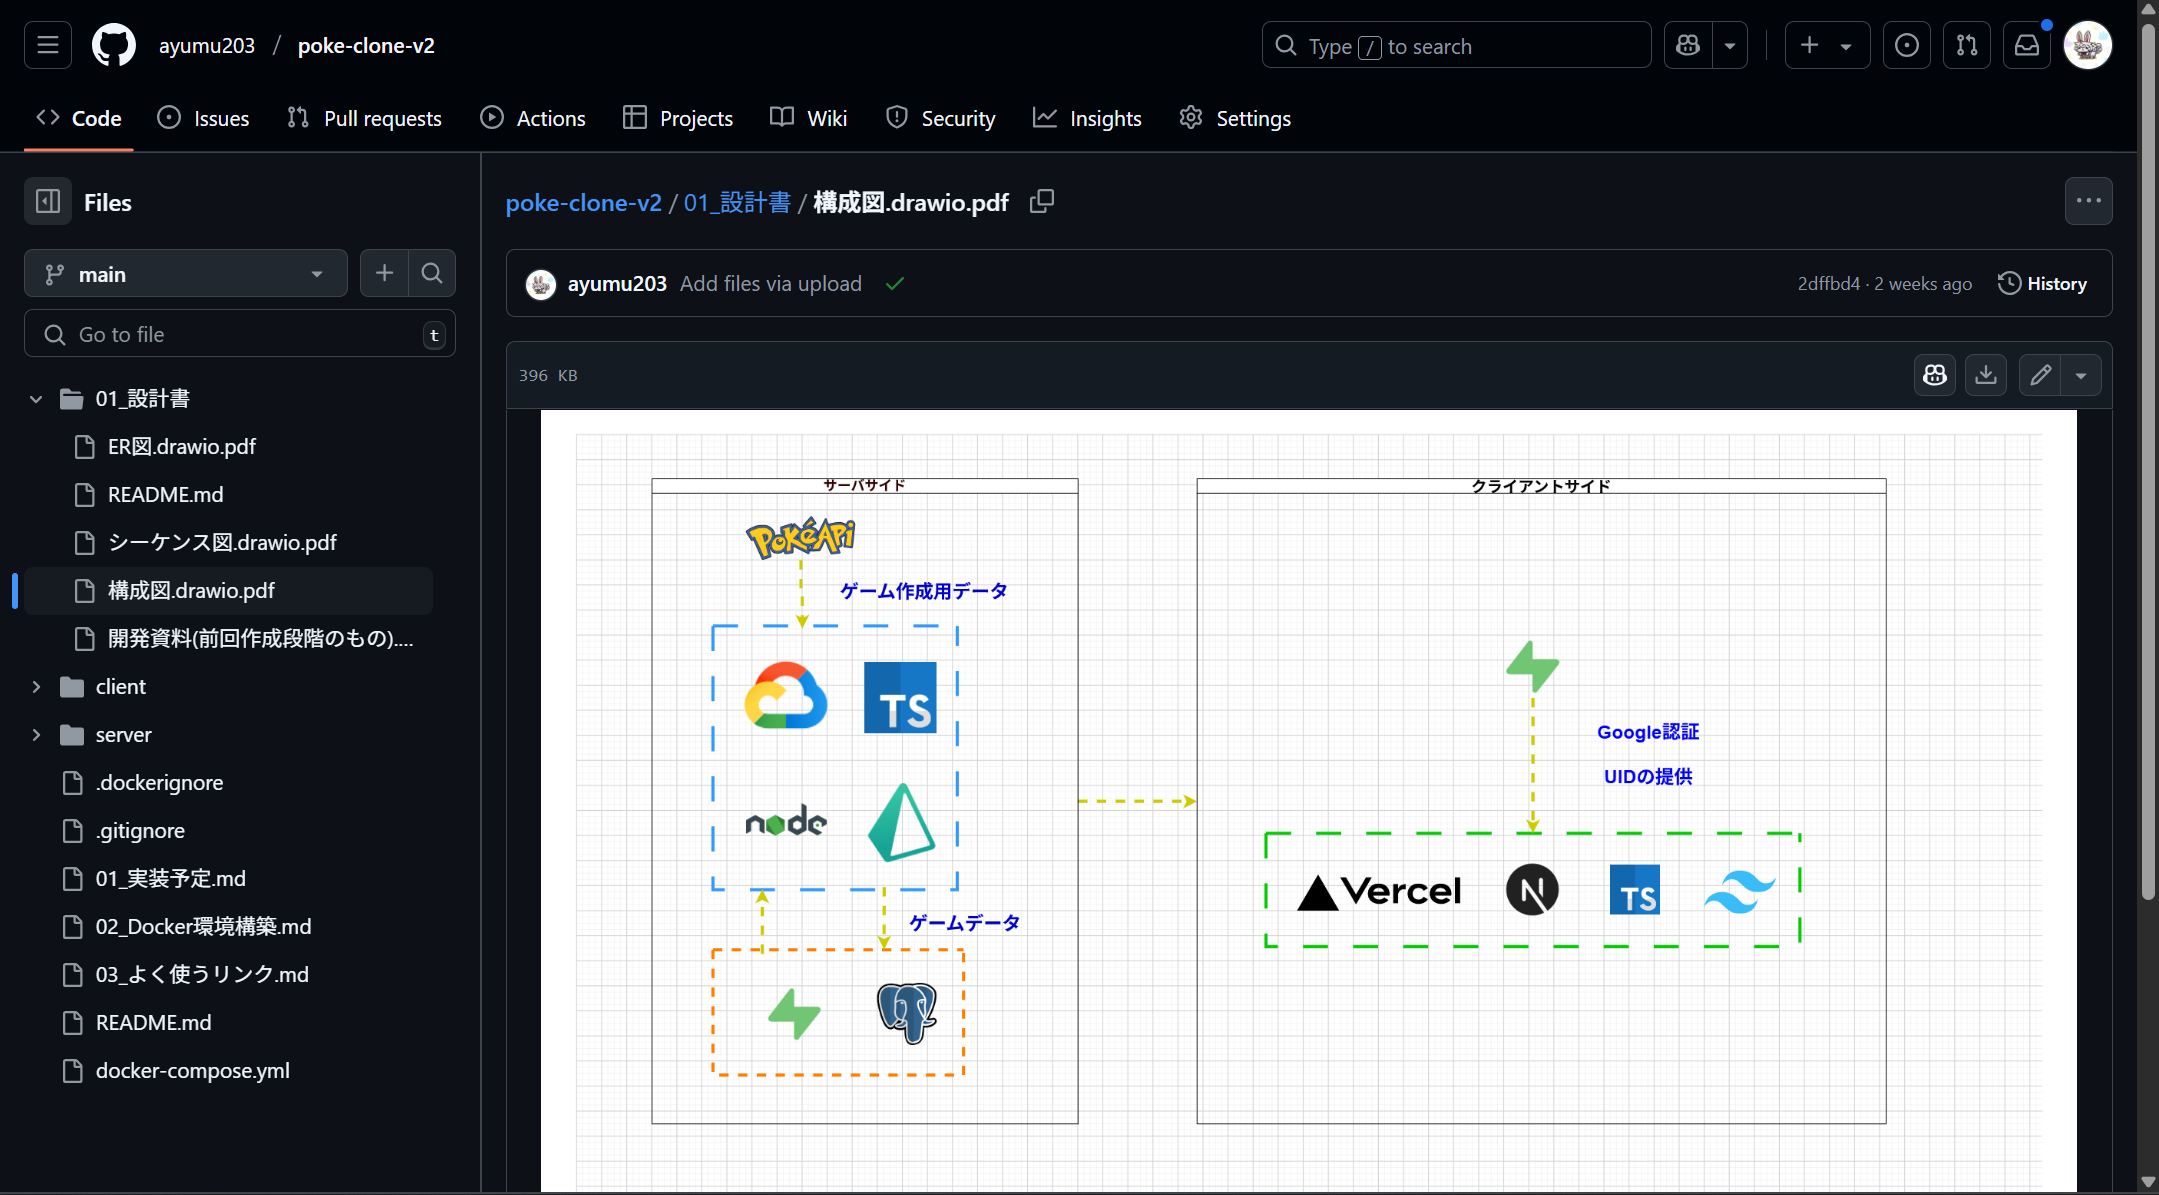 ayumu203 / poke-clone-v2
Type / to search
Code
Issues
Pull requests
Actions
Projects
Wiki
Security
Insights
Settings
Files
main
Go to file
t
01_設計書
ER図.drawio.pdf
README.md
シーケンス図.drawio.pdf
構成図.drawio.pdf
開発資料(前回作成段階のもの)....
client
server
.dockerignore
.gitignore
01_実装予定.md
02_Docker環境構築.md
03_よく使うリンク.md
README.md
docker-compose.yml
poke-clone-v2 / 01_設計書 / 構成図.drawio.pdf
ayumu203 Add files via upload
2dffbd4 · 2 weeks ago
History
396 KB
サーバサイド
PokéApi
ゲーム作成用データ
TS
node
ゲームデータ
クライアントサイド
Google認証
UIDの提供
Vercel
N
TS